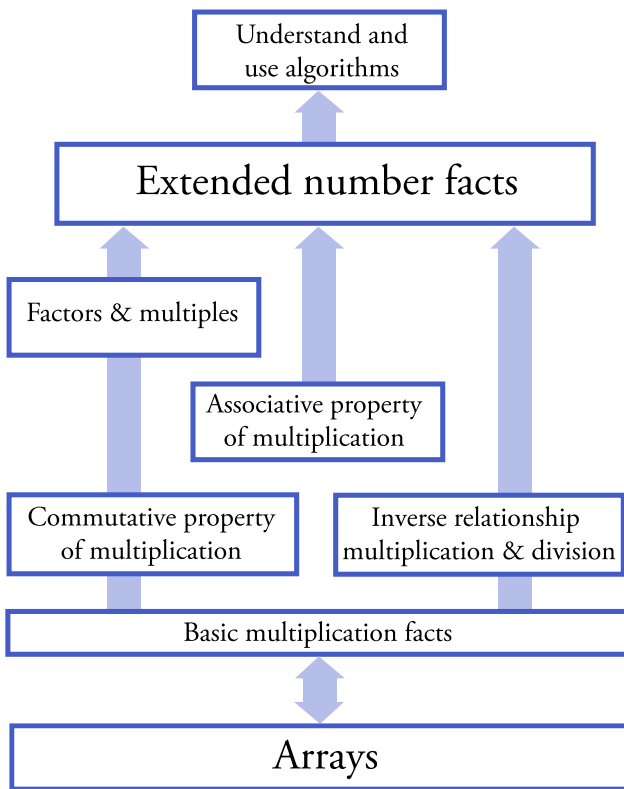 Understand and
use algorithms
Extended number facts
Factors & multiples
Associative property
of multiplication
Commutative property
of multiplication
Inverse relationship
multiplication & division
Basic multiplication facts
Arrays